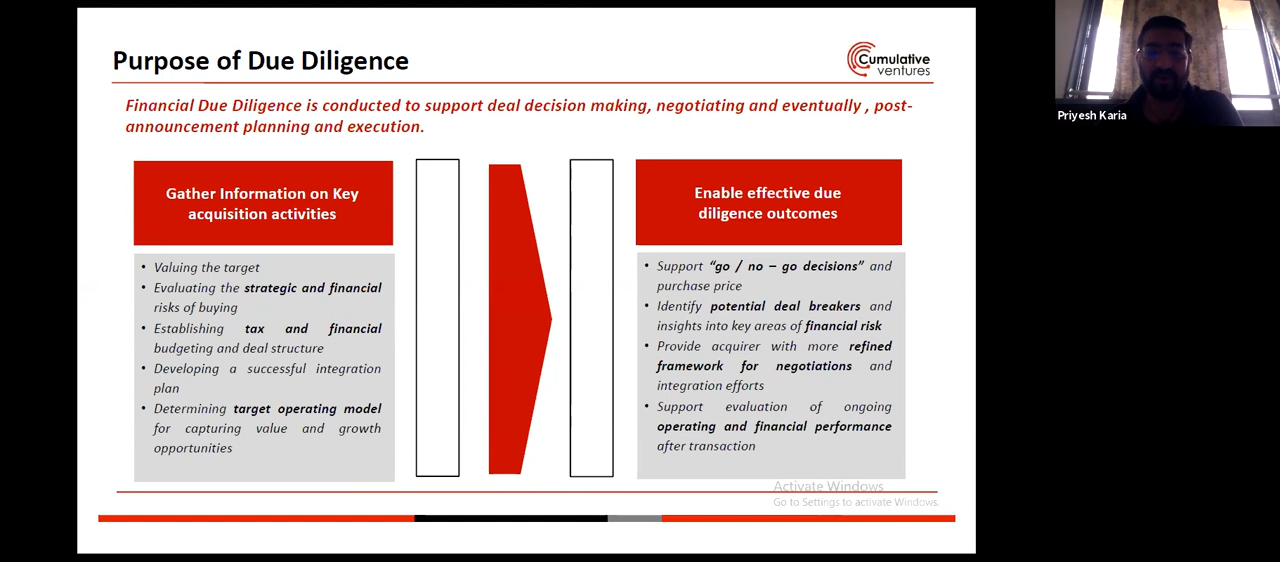 Purpose of Due Diligence
Cumulative
ventures
Financial Due Diligence is conducted to support deal decision making, negotiating and eventually , post-
announcement planning and execution.
Gather Information on Key
acquisition activities
• Valuing the target
• Evaluating the strategic and financial
risks of buying
• Establishing tax and financial
budgeting and deal structure
• Developing a successful integration
plan
• Determining target operating model
for capturing value and growth
opportunities
Enable effective due
diligence outcomes
• Support “go / no – go decisions” and
purchase price
• Identify potential deal breakers and
insights into key areas of financial risk
• Provide acquirer with more refined
framework for negotiations and
integration efforts
• Support evaluation of ongoing
operating and financial performance
after transaction
Activate Windows
Go to Settings to activate Windows.
Priyesh Karia